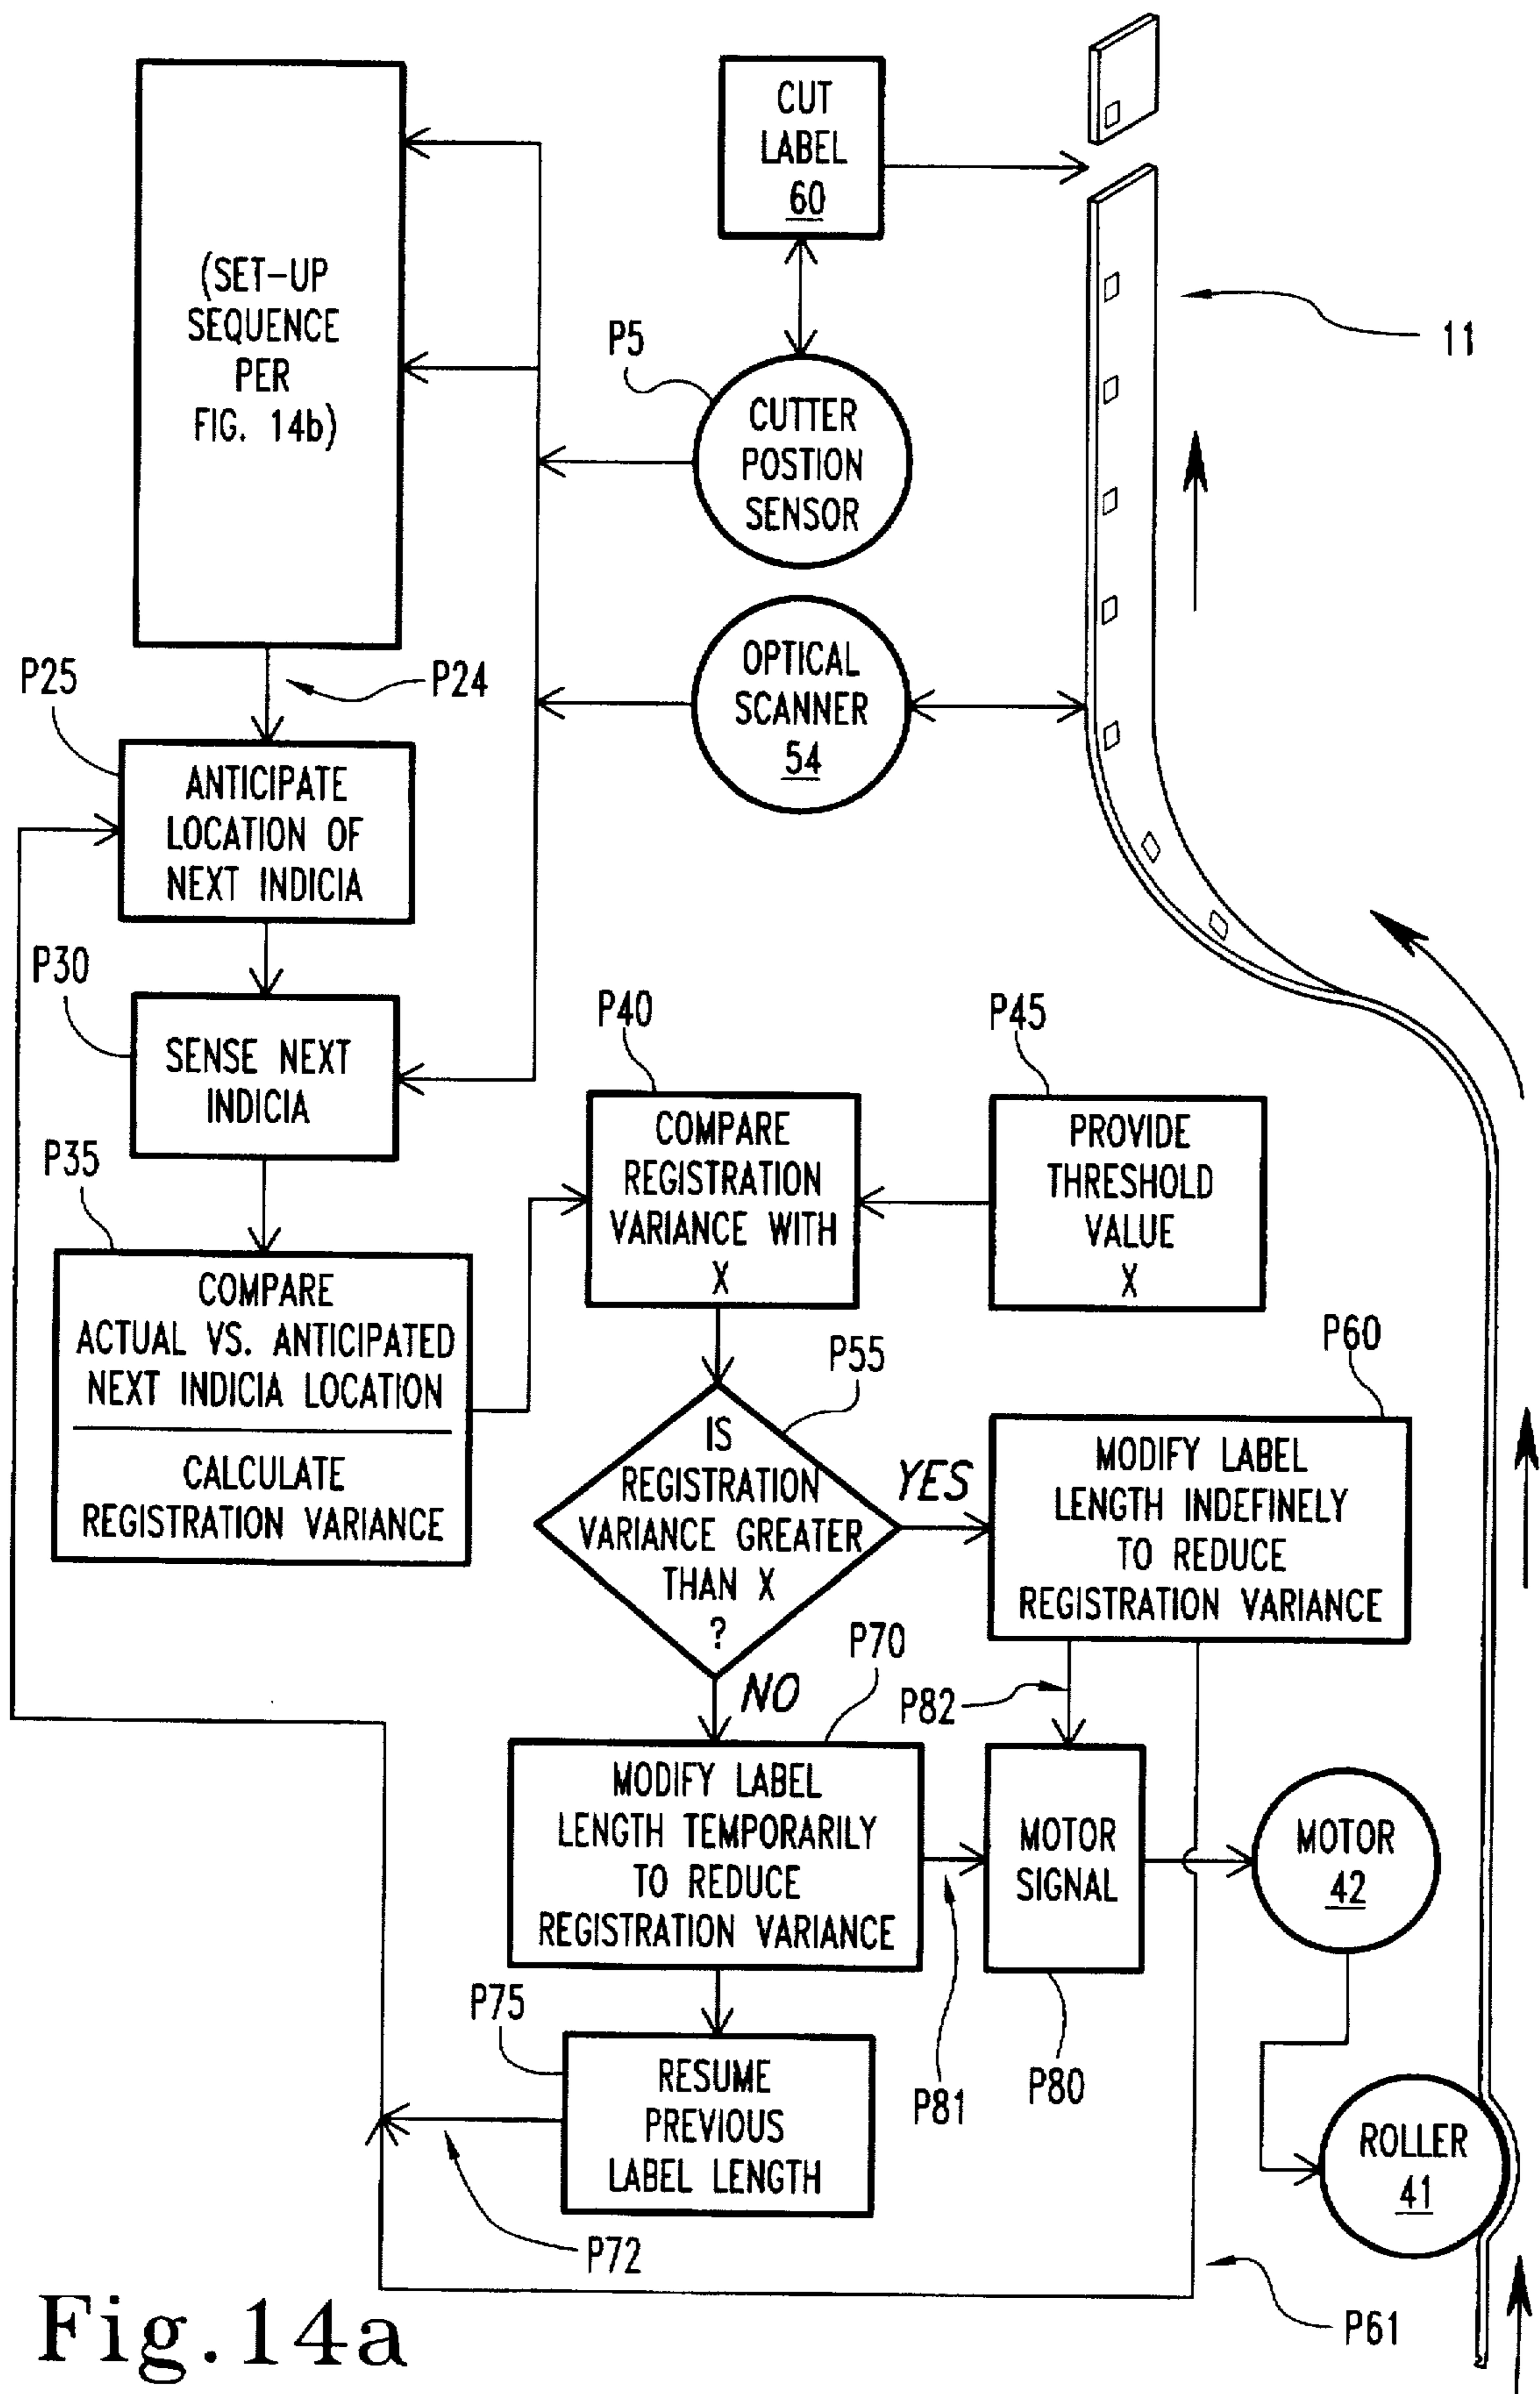 CUT
LABEL
60
(SET-UP
SEQUENCE
PER
FIG. 14b)
P5
11
CUTTER
POSTION
SENSOR
P25
P24
OPTICAL
SCANNER
54
ANTICIPATE
LOCATION OF
NEXT INDICIA
P30
SENSE NEXT
INDICIA
P40
P45
COMPARE
REGISTRATION
VARIANCE WITH
X
PROVIDE
THRESHOLD
VALUE
X
P35
COMPARE
ACTUAL VS. ANTICIPATED
NEXT INDICIA LOCATION
CALCULATE
REGISTRATION VARIANCE
P55
P60
IS
REGISTRATION
VARIANCE GREATER
THAN X
?
YES
MODIFY LABEL
LENGTH INDEFINELY
TO REDUCE
REGISTRATION VARIANCE
NO
P70
P82
MODIFY LABEL
LENGTH TEMPORARILY
TO REDUCE
REGISTRATION VARIANCE
MOTOR
SIGNAL
MOTOR
42
P75
P81
P80
RESUME
PREVIOUS
LABEL LENGTH
ROLLER
41
P72
P61
Fig.14a